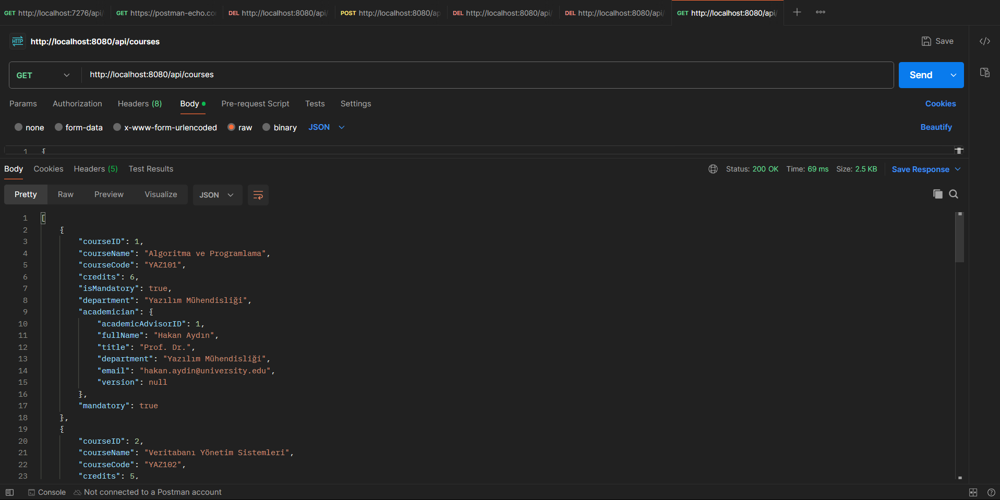 GET http://localhost:7276/api/ GET https://postman-echo.co DEL http://localhost:8080/api/ POST http://localhost:8080/ap DEL http://localhost:8080/api/ DEL http://localhost:8080/api/ GET http://localhost:8080/api/
HTTP http://localhost:8080/api/courses Save </>
GET http://localhost:8080/api/courses Send
Params Authorization Headers (8) Body Pre-request Script Tests Settings Cookies
none form-data x-www-form-urlencoded raw binary JSON Beautify
1 {
Body Cookies Headers (5) Test Results Status: 200 OK Time: 69 ms Size: 2.5 KB Save Response
Pretty Raw Preview Visualize JSON
1 [
2 {
3 "courseID": 1,
4 "courseName": "Algoritma ve Programlama",
5 "courseCode": "YAZ101",
6 "credits": 6,
7 "isMandatory": true,
8 "department": "Yazılım Mühendisliği",
9 "academician": {
10 "academicAdvisorID": 1,
11 "fullName": "Hakan Aydın",
12 "title": "Prof. Dr.",
13 "department": "Yazılım Mühendisliği",
14 "email": "hakan.aydin@university.edu",
15 "version": null
16 },
17 "mandatory": true
18 },
19 {
20 "courseID": 2,
21 "courseName": "Veritabanı Yönetim Sistemleri",
22 "courseCode": "YAZ102",
23 "credits": 5,
Console Not connected to a Postman account